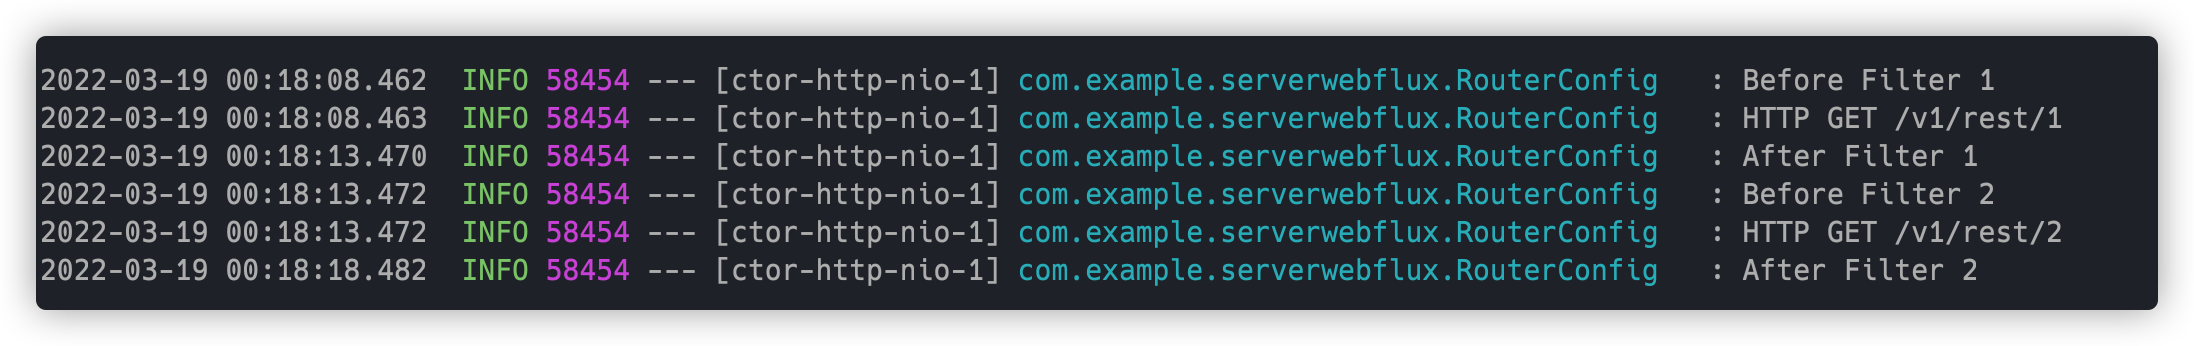 2022-03-19 00:18:08.462  INFO 58454 --- [ctor-http-nio-1] com.example.serverwebflux.RouterConfig   : Before Filter 1
2022-03-19 00:18:08.463  INFO 58454 --- [ctor-http-nio-1] com.example.serverwebflux.RouterConfig   : HTTP GET /v1/rest/1
2022-03-19 00:18:13.470  INFO 58454 --- [ctor-http-nio-1] com.example.serverwebflux.RouterConfig   : After Filter 1
2022-03-19 00:18:13.472  INFO 58454 --- [ctor-http-nio-1] com.example.serverwebflux.RouterConfig   : Before Filter 2
2022-03-19 00:18:13.472  INFO 58454 --- [ctor-http-nio-1] com.example.serverwebflux.RouterConfig   : HTTP GET /v1/rest/2
2022-03-19 00:18:18.482  INFO 58454 --- [ctor-http-nio-1] com.example.serverwebflux.RouterConfig   : After Filter 2